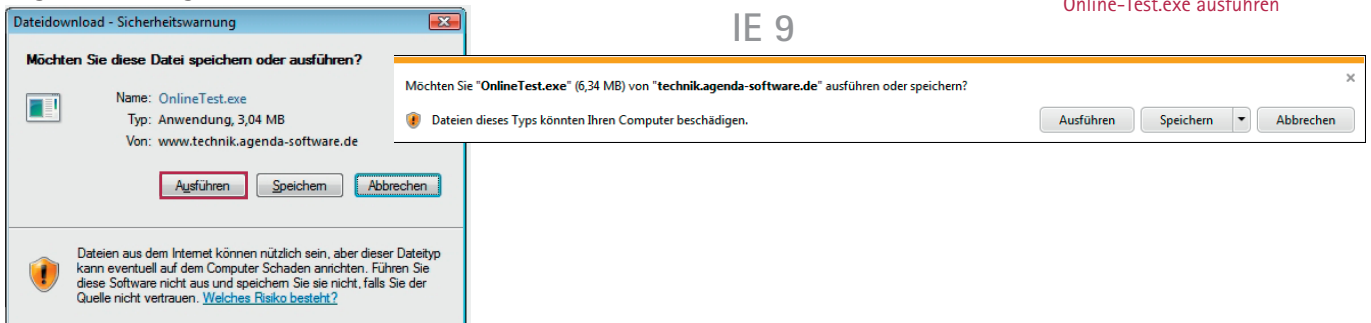 Online-Test.exe ausführen
IE 9
Dateidownload - Sicherheitswarnung
Möchten Sie diese Datei speichern oder ausführen?
Name: OnlineTest.exe
Typ: Anwendung, 3,04 MB
Von: www.technik.agenda-software.de
Ausführen Speichern Abbrechen
Dateien aus dem Internet können nützlich sein, aber dieser Dateityp
kann eventuell auf dem Computer Schaden anrichten. Führen Sie
diese Software nicht aus und speichern Sie sie nicht, falls Sie der
Quelle nicht vertrauen. Welches Risiko besteht?
Möchten Sie "OnlineTest.exe" (6,34 MB) von "technik.agenda-software.de" ausführen oder speichern?
Dateien dieses Typs könnten Ihren Computer beschädigen.
Ausführen Speichern Abbrechen